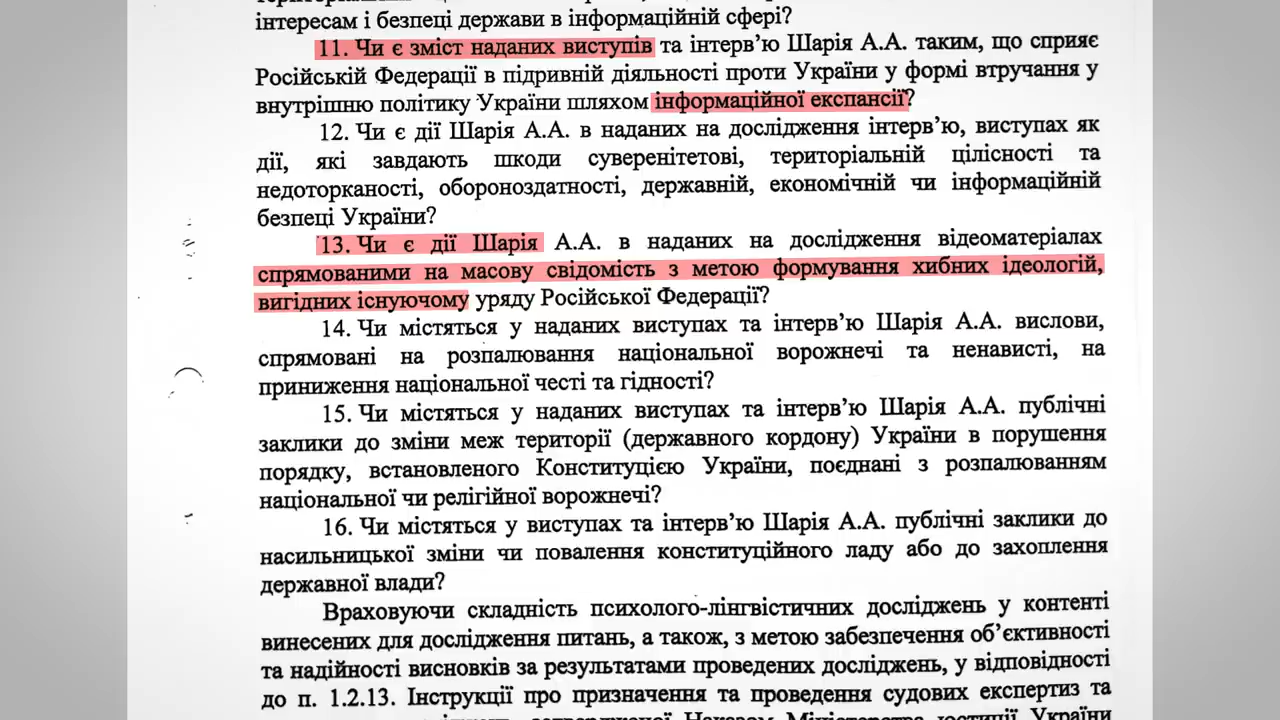 інтересам і безпеці держави в інформаційній сфері?
11. Чи є зміст наданих виступів та інтерв’ю Шарія А.А. таким, що сприяє
Російській Федерації в підривній діяльності проти України у формі втручання у
внутрішню політику України шляхом інформаційної експансії?
12. Чи є дії Шарія А.А. в наданих на дослідження інтерв’ю, виступах як
дії, які завдають шкоди суверенітетові, територіальній цілісності та
недоторканості, обороноздатності, державній, економічній чи інформаційній
безпеці України?
13. Чи є дії Шарія А.А. в наданих на дослідження відеоматеріалах
спрямованими на масову свідомість з метою формування хибних ідеологій,
вигідних існуючому уряду Російської Федерації?
14. Чи містяться у наданих виступах та інтерв’ю Шарія А.А. вислови,
спрямовані на розпалювання національної ворожнечі та ненависті, на
приниження національної честі та гідності?
15. Чи містяться у наданих виступах та інтерв’ю Шарія А.А. публічні
заклики до зміни меж території (державного кордону) України в порушення
порядку, встановленого Конституцією України, поєднані з розпалюванням
національної чи релігійної ворожнечі?
16. Чи містяться у виступах та інтерв’ю Шарія А.А. публічні заклики до
насильницької зміни чи повалення конституційного ладу або до захоплення
державної влади?
Враховуючи складність психолого-лінгвістичних досліджень у контенті
винесених для дослідження питань, а також, з метою забезпечення об’єктивності
та надійності висновків за результатами проведених досліджень, у відповідності
до п. 1.2.13. Інструкції про призначення та проведення судових експертиз та
затвердженої Наказом Міністерства юстиції України